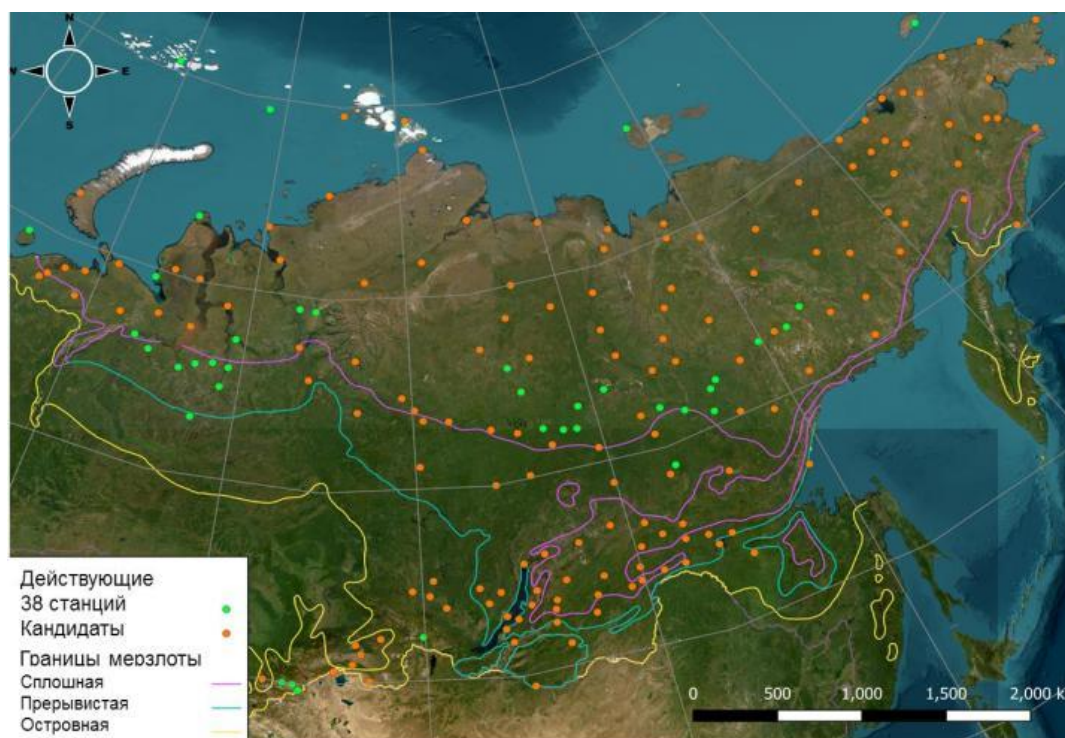 N
E
S
Действующие
38 станций
Кандидаты
Границы мерзлоты
Сплошная
Прерывистая
Островная
0 500 1,000 1,500 2,000 k